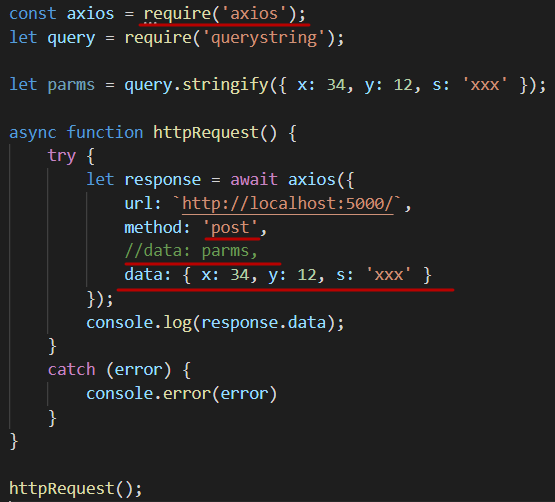 const axios = require('axios');
let query = require('querystring');
let parms = query.stringify({ x: 34, y: 12, s: 'xxx' });
async function httpRequest() {
try {
let response = await axios({
url: `http://localhost:5000/`,
method: 'post',
//data: parms,
data: { x: 34, y: 12, s: 'xxx' }
});
console.log(response.data);
}
catch (error) {
console.error(error)
}
}
httpRequest();